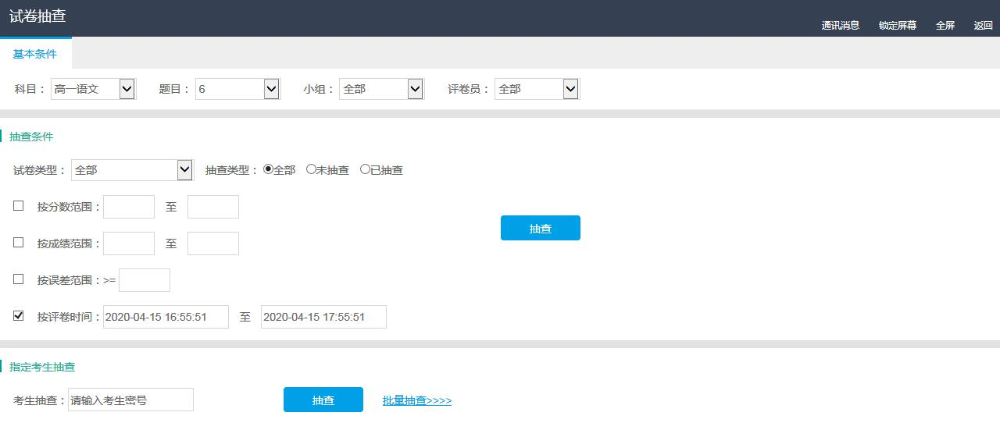 试卷抽查
通讯消息 锁定屏幕 全屏 返回
基本条件
科目： 高一语文 题目： 6 小组： 全部 评卷员： 全部
抽查条件
试卷类型： 全部 抽查类型： 全部 未抽查 已抽查
按分数范围： 至
抽查
按成绩范围： 至
按误差范围：>=
按评卷时间： 2020-04-15 16:55:51 至 2020-04-15 17:55:51
指定考生抽查
考生抽查： 请输入考生密号 抽查 批量抽查>>>>